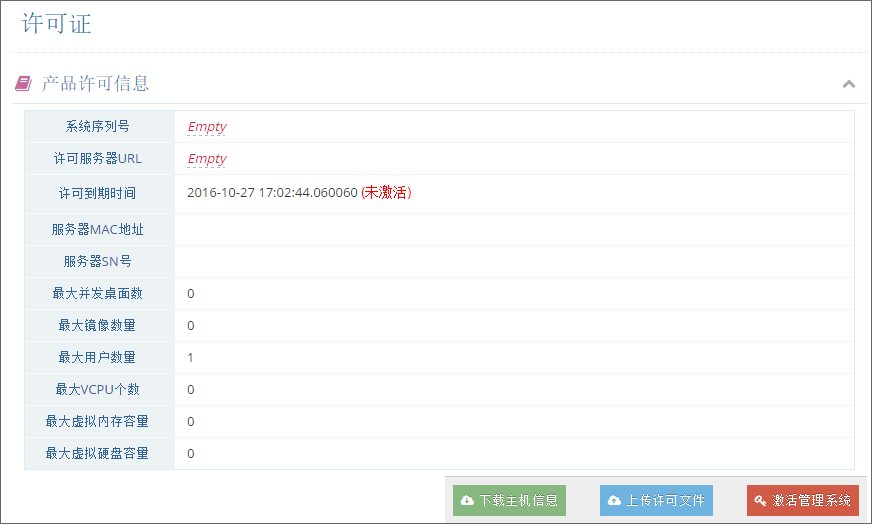 许可证
产品许可信息
系统序列号 Empty
许可服务器URL Empty
许可到期时间 2016-10-27 17:02:44.060060 (未激活)
服务器MAC地址
服务器SN号
最大并发桌面数 0
最大镜像数量 0
最大用户数量 1
最大VCPU个数 0
最大虚拟内存容量 0
最大虚拟硬盘容量 0
下载主机信息 上传许可文件 激活管理系统